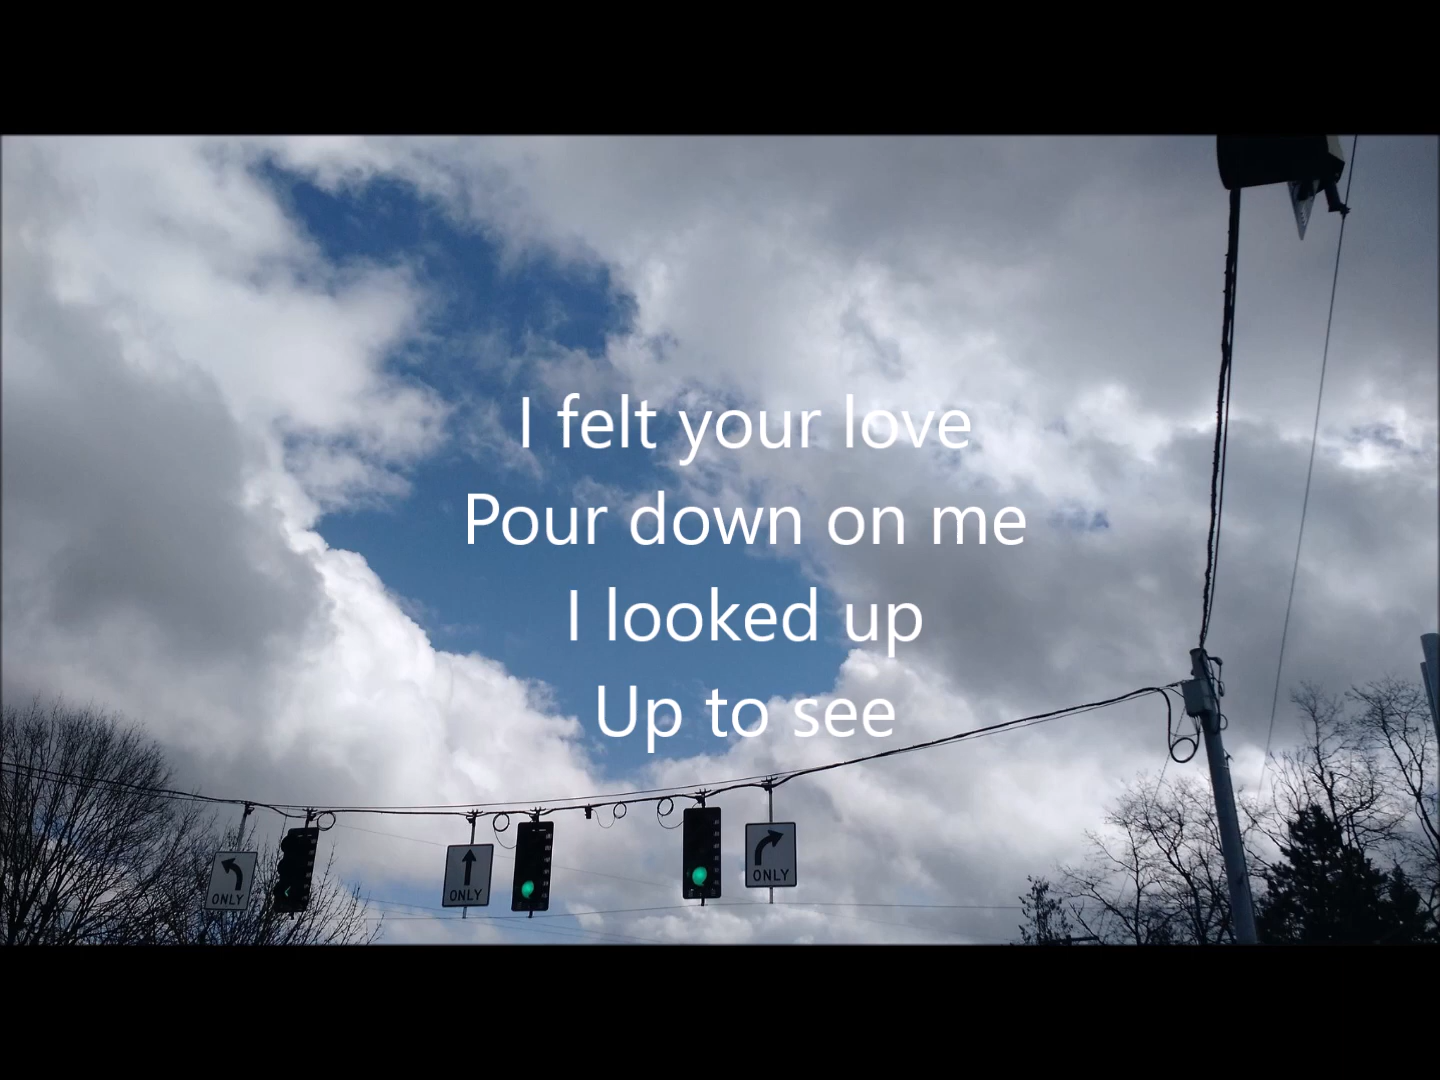 I felt your love
Pour down on me
I looked up
Up to see
ONLY
ONLY
ONLY